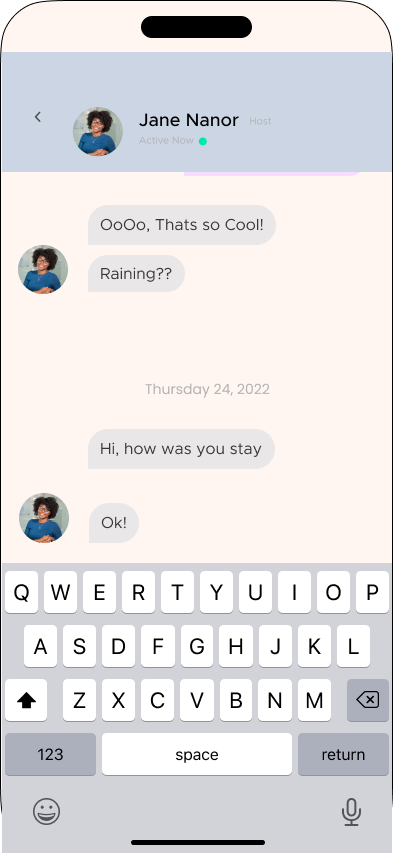 Jane Nanor Host
Active Now
OoOo, Thats so Cool!
Raining??
Thursday 24, 2022
Hi, how was you stay
Ok!
Q W E R T Y U I O P
A S D F G H J K L
Z X C V B N M
123 space return